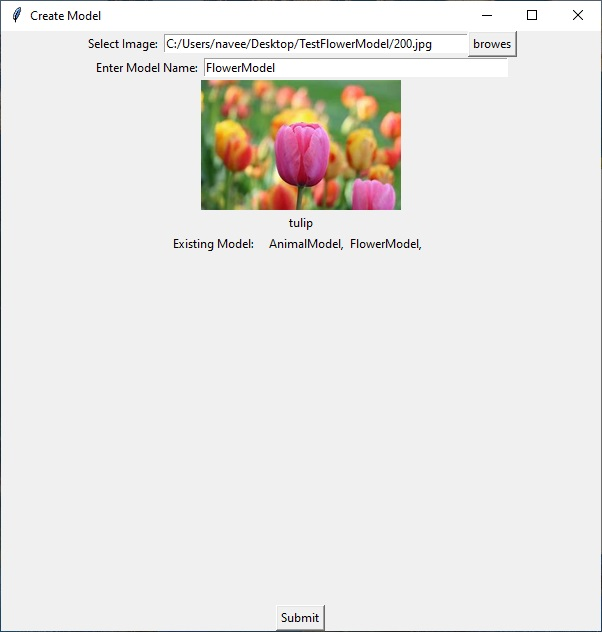 Create Model
Select Image: C:/Users/navee/Desktop/TestFlowerModel/200.jpg browes
Enter Model Name: FlowerModel
tulip
Existing Model: AnimalModel, FlowerModel,
Submit